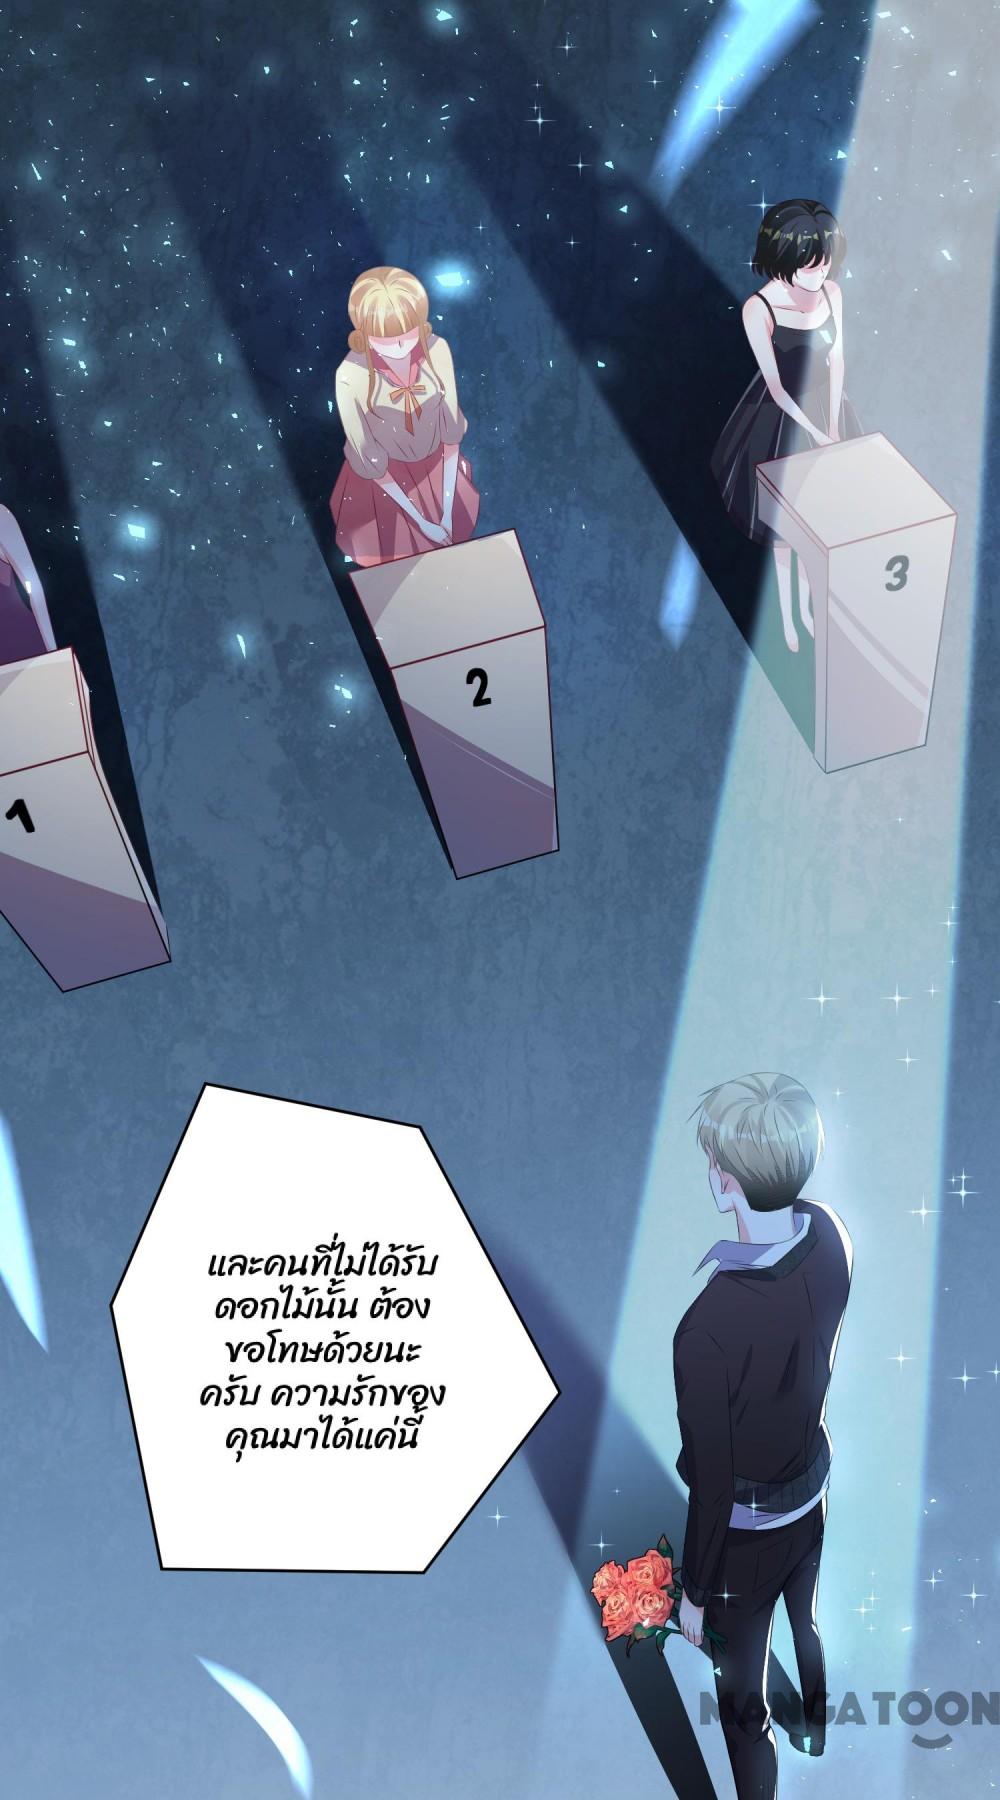 3
2
1
และคนที่ไม่ได้รับ
ดอกไม้นั้น ต้อง
ขอโทษด้วยนะ
ครับ ความรักของ
คุณมาได้แค่นี้
MANGATOON